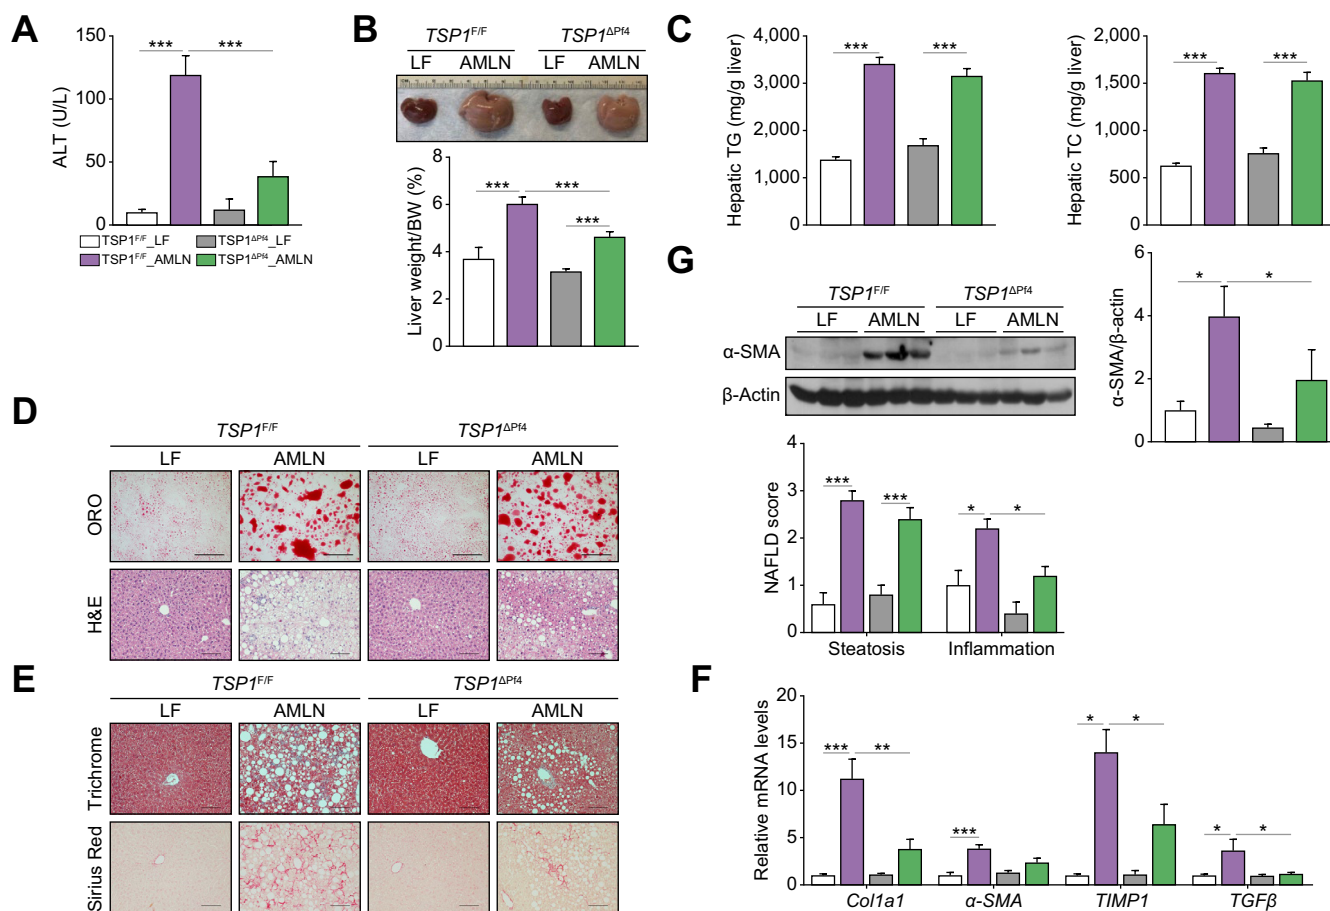 A
150
***
***
100
50
0
ALT (U/L)
TSP1F/F_LF
TSP1ΔPf4_LF
TSP1F/F_AMLN
TSP1ΔPf4_AMLN
B
TSP1F/F
TSP1ΔPf4
LF
AMLN
LF
AMLN
8
6
4
2
0
***
***
***
Liver weight/BW (%)
C
4,000
3,000
2,000
1,000
0
***
***
Hepatic TG (mg/g liver)
2,000
1,500
1,000
500
0
***
***
Hepatic TC (mg/g liver)
G
TSP1F/F
TSP1ΔPf4
LF
AMLN
LF
AMLN
α-SMA
β-Actin
6
4
2
0
*
*
α-SMA/β-actin
D
TSP1F/F
TSP1ΔPf4
LF
AMLN
LF
AMLN
ORO
H&E
4
3
2
1
0
***
***
*
*
NAFLD score
Steatosis
Inflammation
E
TSP1F/F
TSP1ΔPf4
LF
AMLN
LF
AMLN
Trichrome
Sirius Red
F
20
15
10
5
0
***
**
***
*
*
*
*
Relative mRNA levels
Col1a1
α-SMA
TIMP1
TGFβ